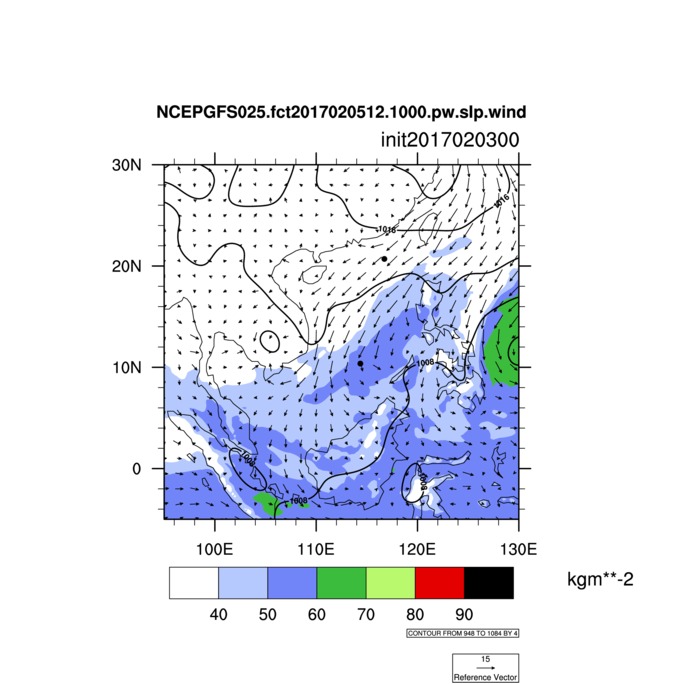 NCEPGFS025.fct2017020512.1000.pw.slp.wind
init2017020300
30N
1016
1016
20N
10N
1008
1008
0
1008
1008
100E 110E 120E 130E
kgm**-2
40 50 60 70 80 90
CONTOUR FROM 948 TO 1084 BY 4
15
Reference Vector